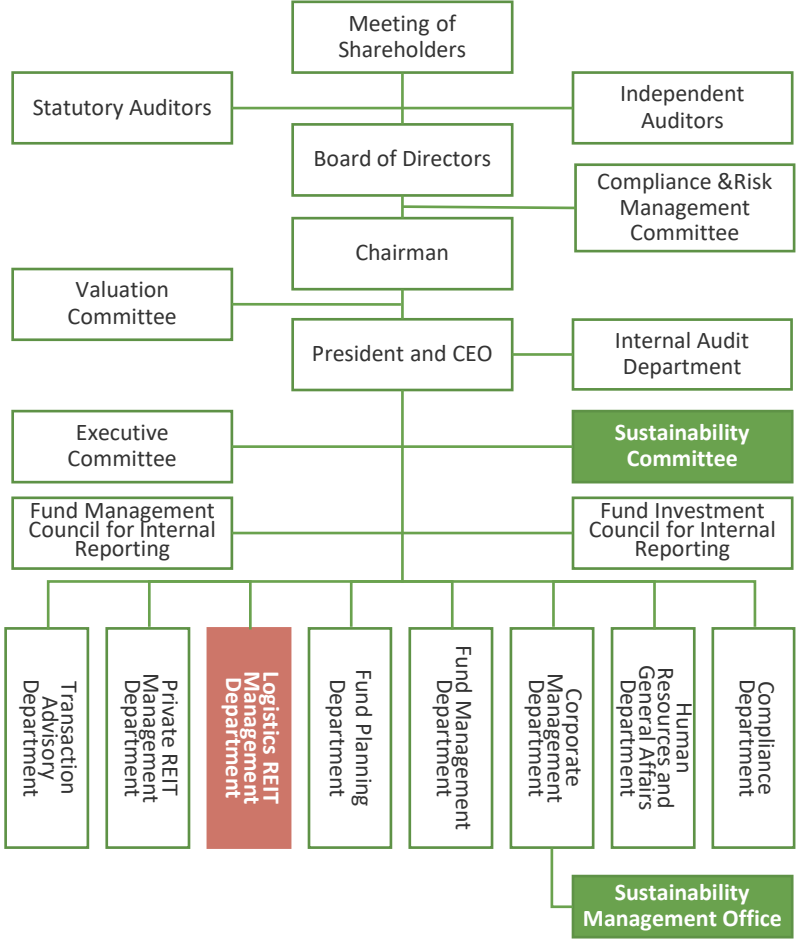 Meeting of
Shareholders
Statutory Auditors
Independent
Auditors
Board of Directors
Compliance &Risk
Management
Committee
Chairman
Valuation
Committee
President and CEO
Internal Audit
Department
Executive
Committee
Sustainability
Committee
Fund Management
Council for Internal
Reporting
Fund Investment
Council for Internal
Reporting
Transaction
Advisory
Department
Private REIT
Management
Department
Logistics REIT
Management
Department
Fund Planning
Department
Fund Management
Department
Corporate
Management
Department
Human
Resources and
General Affairs
Department
Compliance
Department
Sustainability
Management Office